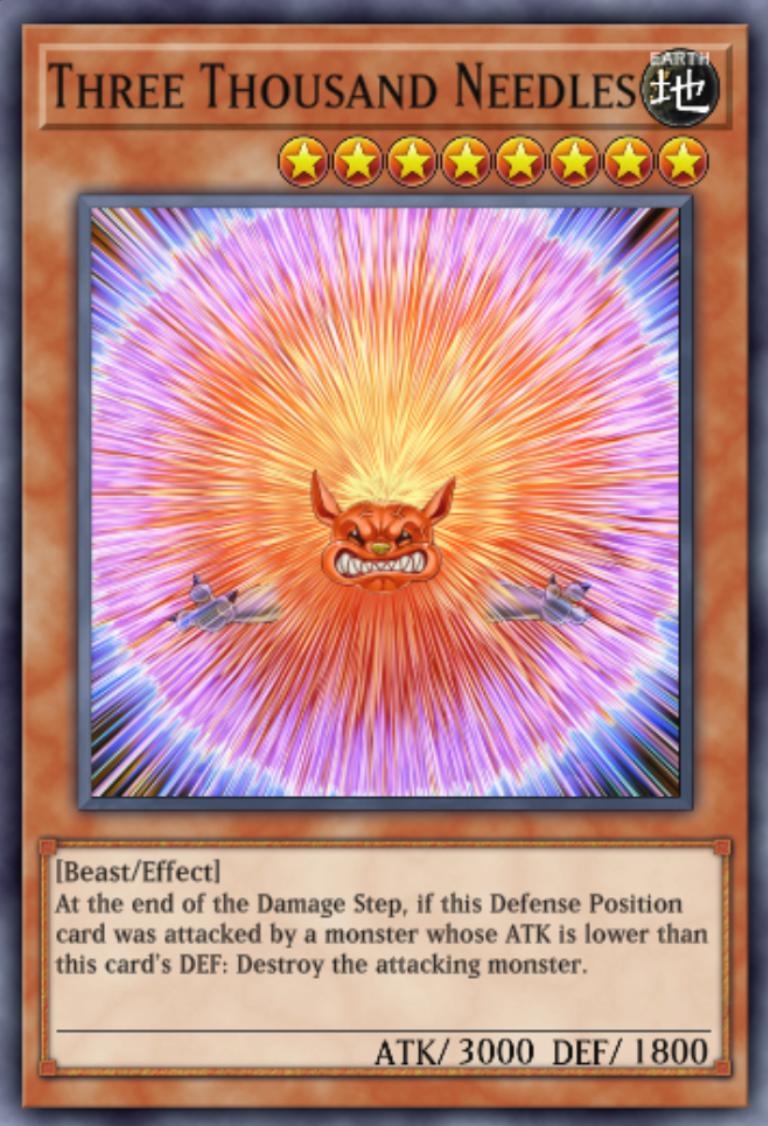 THREE THOUSAND NEEDLES
EARTH
地
[Beast/Effect]
At the end of the Damage Step, if this Defense Position
card was attacked by a monster whose ATK is lower than
this card's DEF: Destroy the attacking monster.
ATK/ 3000 DEF/ 1800